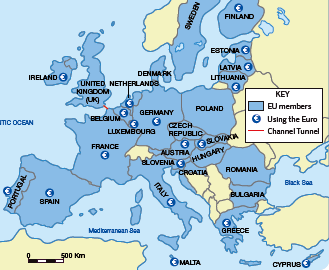 FINLAND
SWEDEN
ESTONIA
LATVIA
LITHUANIA
IRELAND
UNITED
KINGDOM
(UK)
NETHERLANDS
DENMARK
BELGIUM
LUXEMBOURG
GERMANY
POLAND
KEY
EU members
Using the Euro
Channel Tunnel
TIC OCEAN
FRANCE
CZECH
REPUBLIC
SLOVAKIA
AUSTRIA
HUNGARY
SLOVENIA
CROATIA
ROMANIA
BULGARIA
Black Sea
PORTUGAL
SPAIN
ITALY
GREECE
Mediterranean Sea
MALTA
CYPRUS
0 500 Km